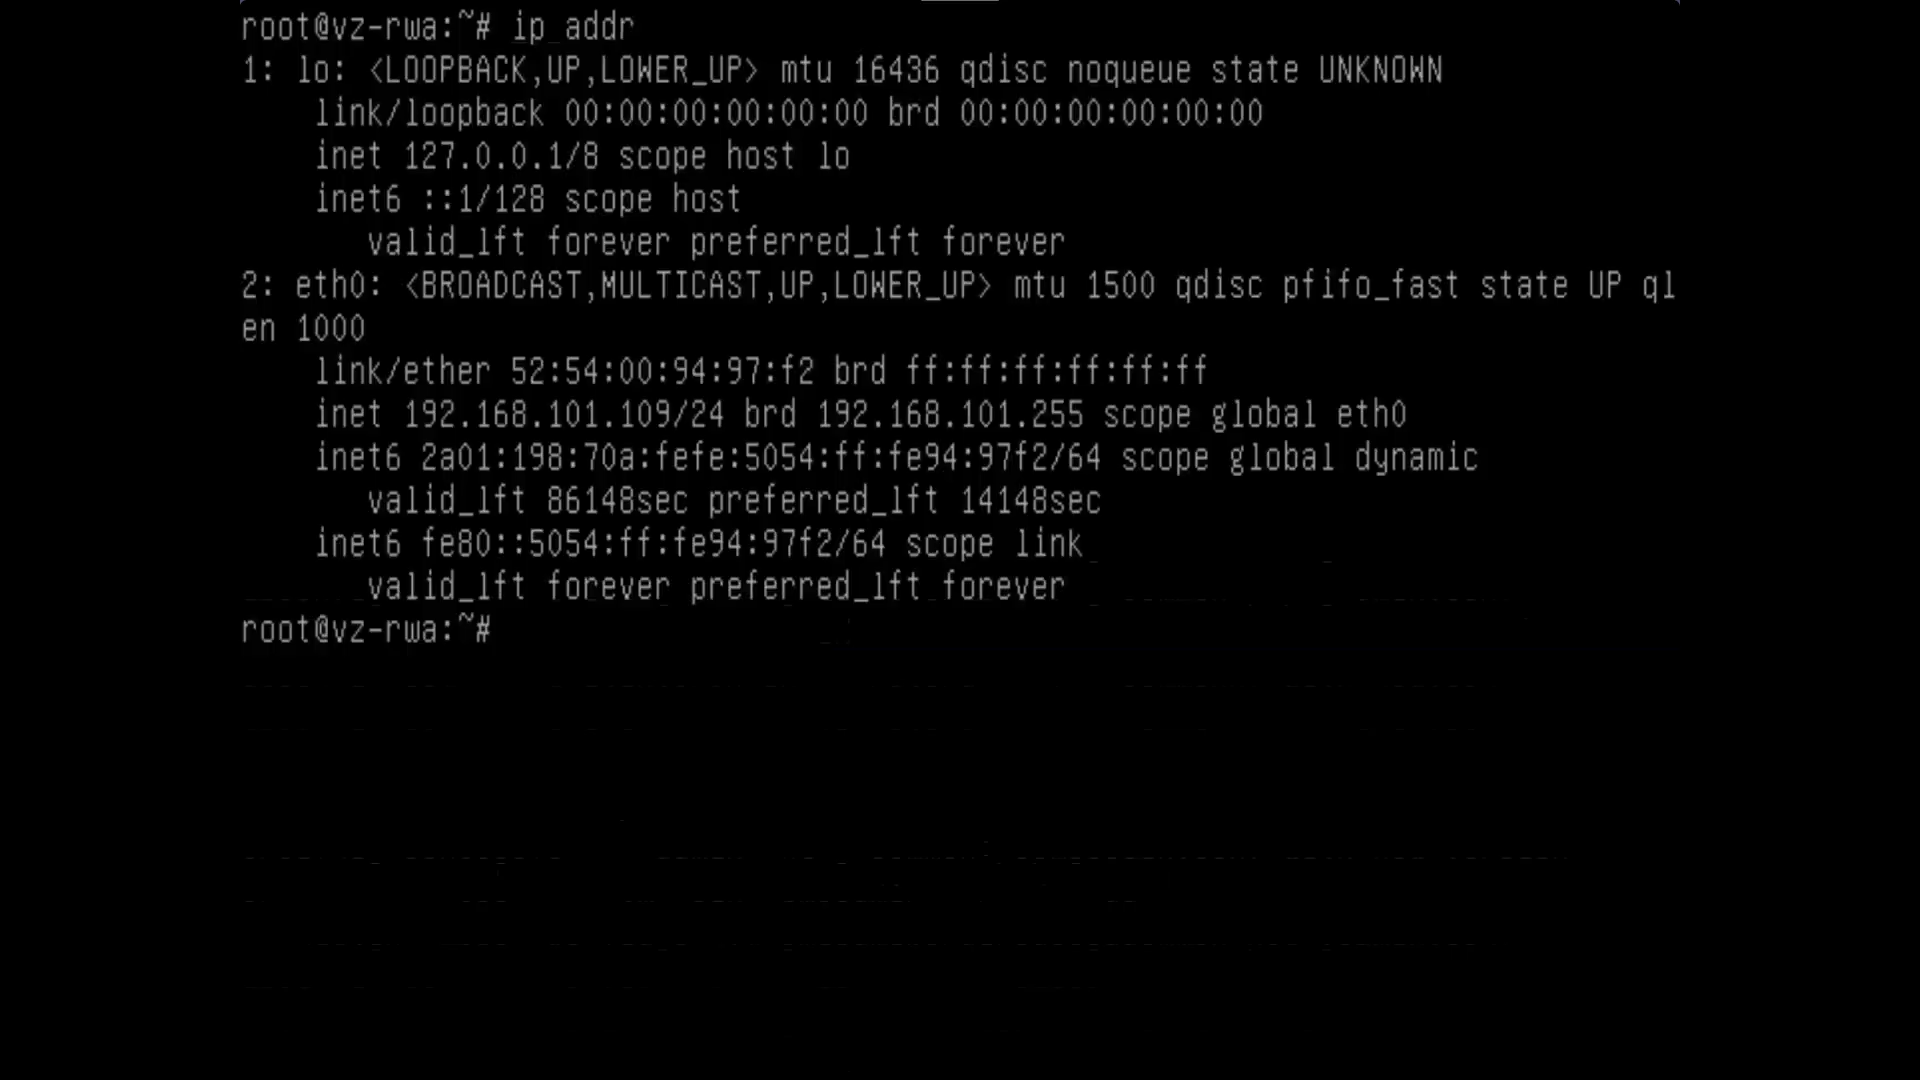 root@vz-rwa:~# ip addr
1: lo: <LOOPBACK,UP,LOWER_UP> mtu 16436 qdisc noqueue state UNKNOWN
link/loopback 00:00:00:00:00:00 brd 00:00:00:00:00:00
inet 127.0.0.1/8 scope host lo
inet6 ::1/128 scope host
valid_lft forever preferred_lft forever
2: eth0: <BROADCAST,MULTICAST,UP,LOWER_UP> mtu 1500 qdisc pfifo_fast state UP ql
en 1000
link/ether 52:54:00:94:97:f2 brd ff:ff:ff:ff:ff:ff
inet 192.168.101.109/24 brd 192.168.101.255 scope global eth0
inet6 2a01:198:70a:fefe:5054:ff:fe94:97f2/64 scope global dynamic
valid_lft 86148sec preferred_lft 14148sec
inet6 fe80::5054:ff:fe94:97f2/64 scope link
valid_lft forever preferred_lft forever
root@vz-rwa:~#